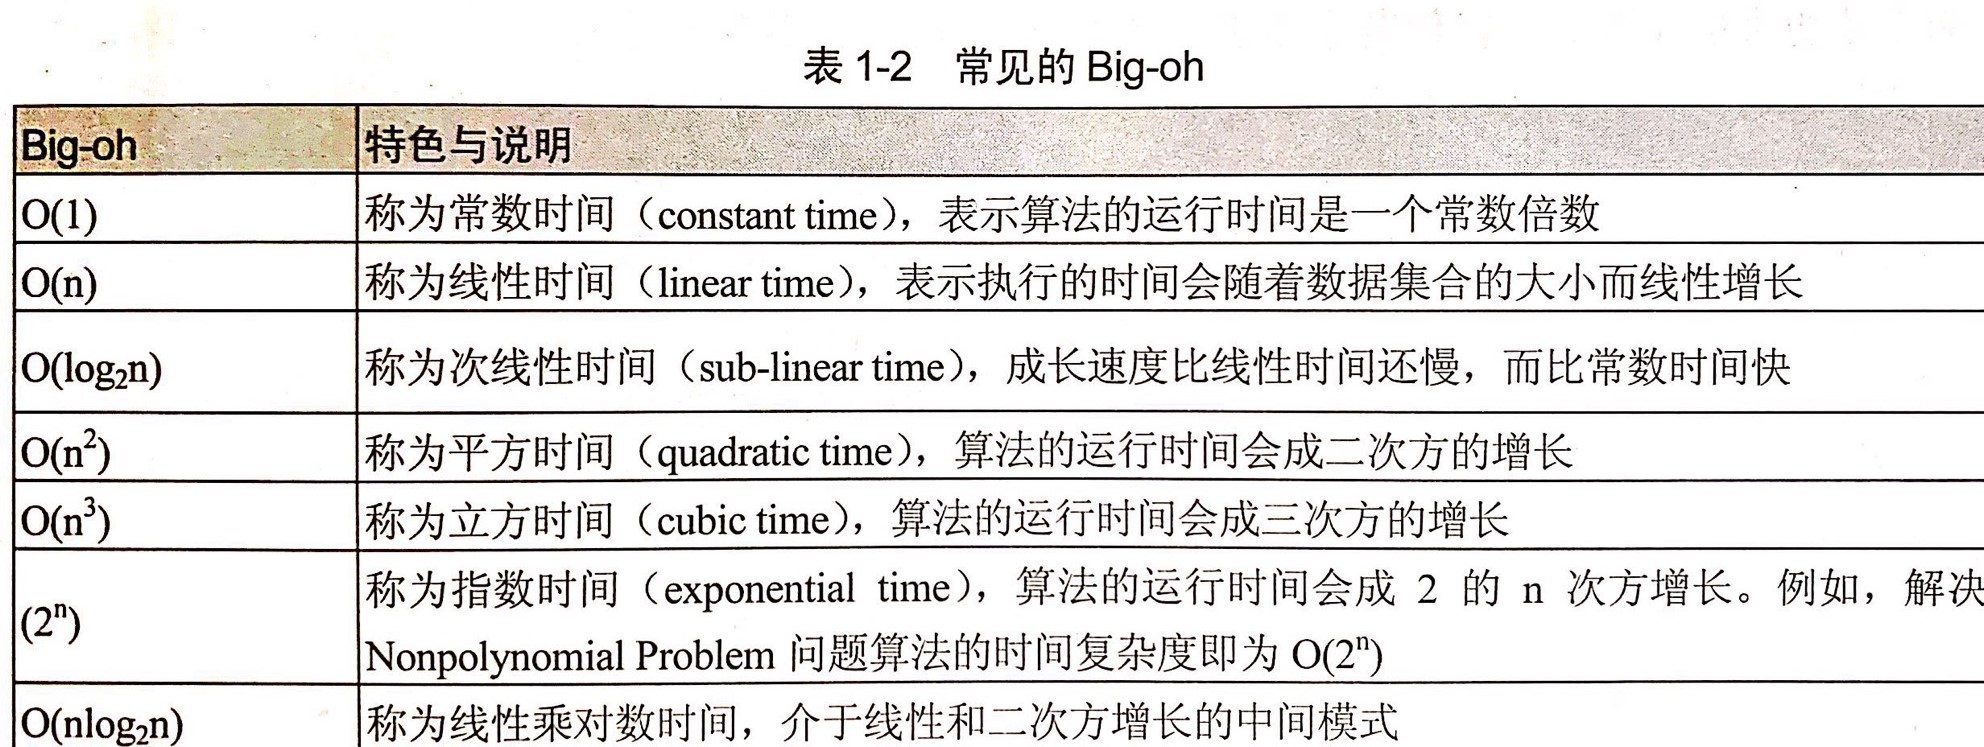 表 1-2 常见的 Big-oh
Big-oh 特色与说明
O(1) 称为常数时间（constant time），表示算法的运行时间是一个常数倍数
O(n) 称为线性时间（linear time），表示执行的时间会随着数据集合的大小而线性增长
O(log₂n) 称为次线性时间（sub-linear time），成长速度比线性时间还慢，而比常数时间快
O(n²) 称为平方时间（quadratic time），算法的运行时间会成二次方的增长
O(n³) 称为立方时间（cubic time），算法的运行时间会成三次方的增长
(2ⁿ) 称为指数时间（exponential time），算法的运行时间会成 2 的 n 次方增长。例如，解决
Nonpolynomial Problem 问题算法的时间复杂度即为 O(2ⁿ)
O(nlog₂n) 称为线性乘对数时间，介于线性和二次方增长的中间模式